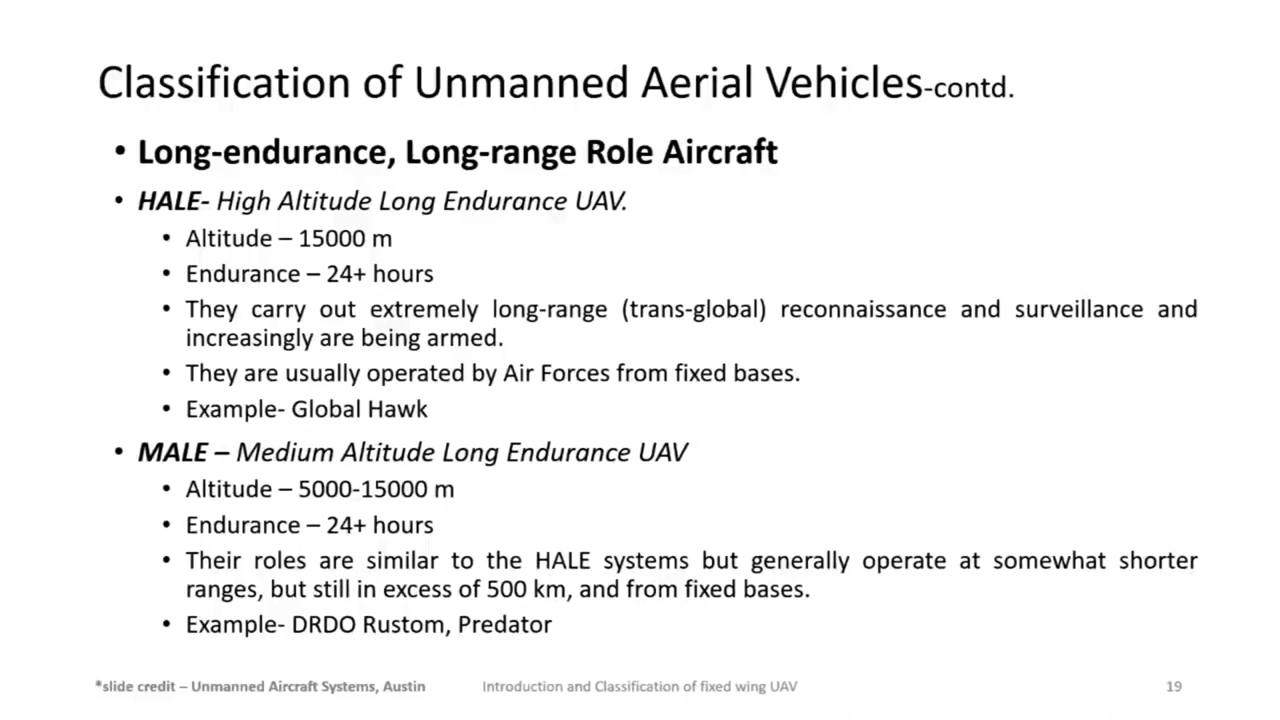 Classification of Unmanned Aerial Vehicles-contd.
• Long-endurance, Long-range Role Aircraft
• HALE- High Altitude Long Endurance UAV.
• Altitude – 15000 m
• Endurance – 24+ hours
• They carry out extremely long-range (trans-global) reconnaissance and surveillance and
increasingly are being armed.
• They are usually operated by Air Forces from fixed bases.
• Example- Global Hawk
• MALE – Medium Altitude Long Endurance UAV
• Altitude – 5000-15000 m
• Endurance – 24+ hours
• Their roles are similar to the HALE systems but generally operate at somewhat shorter
ranges, but still in excess of 500 km, and from fixed bases.
• Example- DRDO Rustom, Predator
*slide credit – Unmanned Aircraft Systems, Austin
Introduction and Classification of fixed wing UAV
19